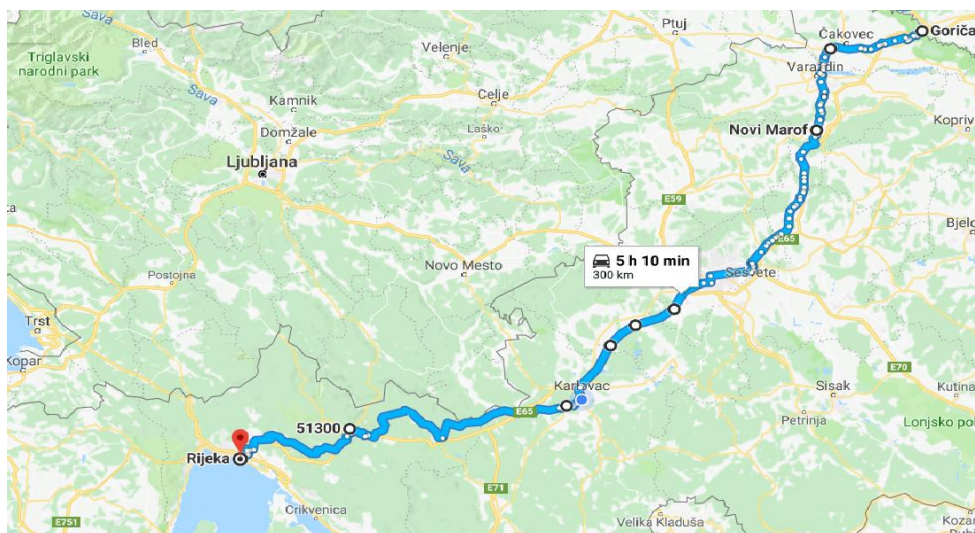 Sava
Bled
Triglavski
narodni park
Kamnik
Domžale
Ljubljana
Sava
Velenje
Celje
Laško
Sava
Ptuj
Čakovec
Goriča
Varaždin
Novi Marof
Kopriv
E59
Bjelo
E65
5 h 10 min
300 km
Sesvete
Novo Mesto
Postojna
Trst
Kopar
Karlovac
E70
Sisak
Kutina
Petrinja
Lonjsko pol
E65
51300
Rijeka
E71
Crikvenica
E751
Velika Kladuša
Kozar